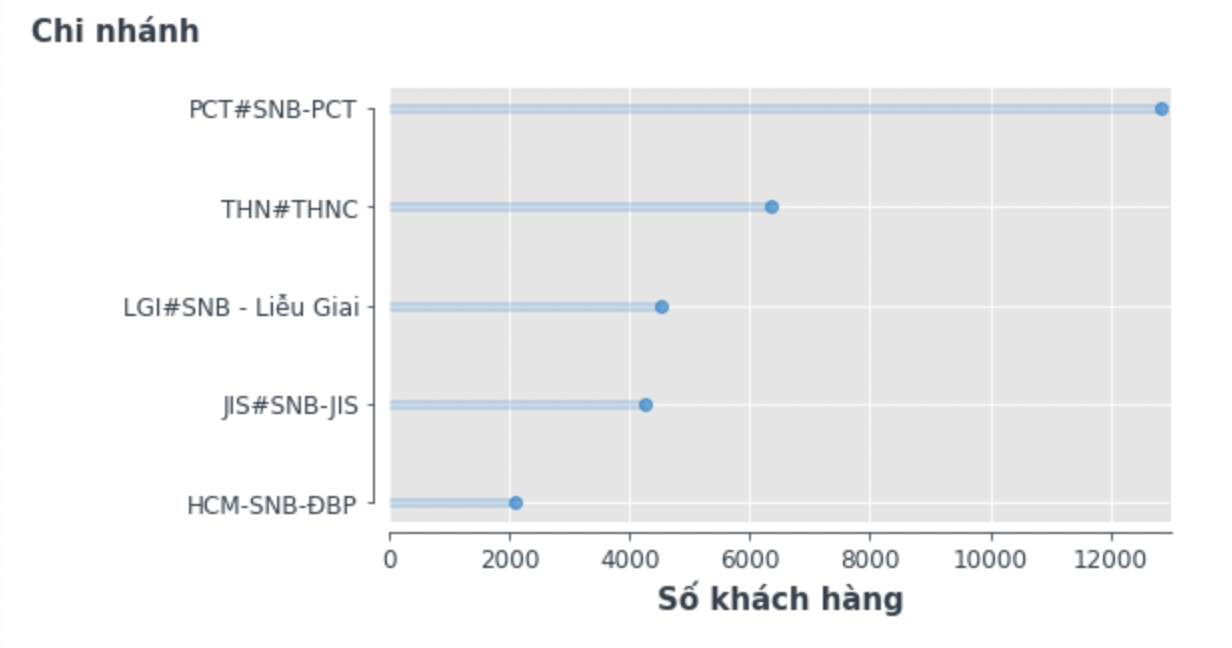 Chi nhánh
PCT#SNB-PCT
THN#THNC
LGI#SNB - Liễu Giai
JIS#SNB-JIS
HCM-SNB-ĐBP
0 2000 4000 6000 8000 10000 12000
Số khách hàng